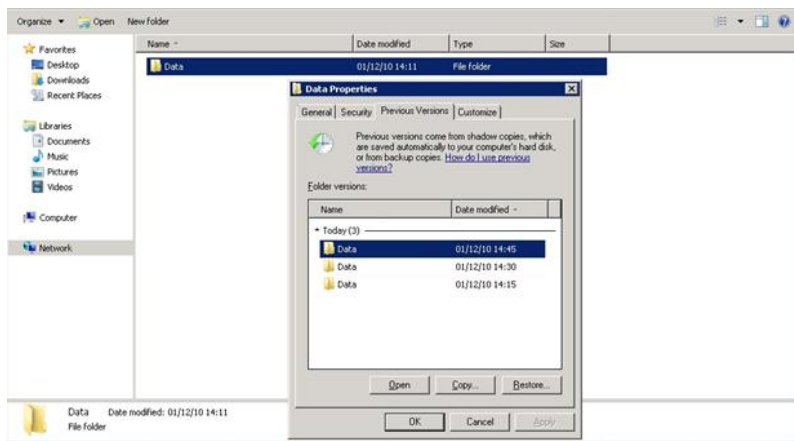 Organize Open New folder
Name Date modified Type Size
Favorites
Desktop
Downloads
Recent Places
Libraries
Documents
Music
Pictures
Videos
Computer
Network
Data 01/12/10 14:11 File folder
Data Properties
General Security Previous Versions Customize
Previous versions come from shadow copies, which
are saved automatically to your computer's hard disk,
or from backup copies. How do I use previous
versions?
Folder versions:
Name Date modified
Today (3)
Data 01/12/10 14:45
Data 01/12/10 14:30
Data 01/12/10 14:15
Open Copy... Restore...
OK Cancel Apply
Data Date modified: 01/12/10 14:11
File folder